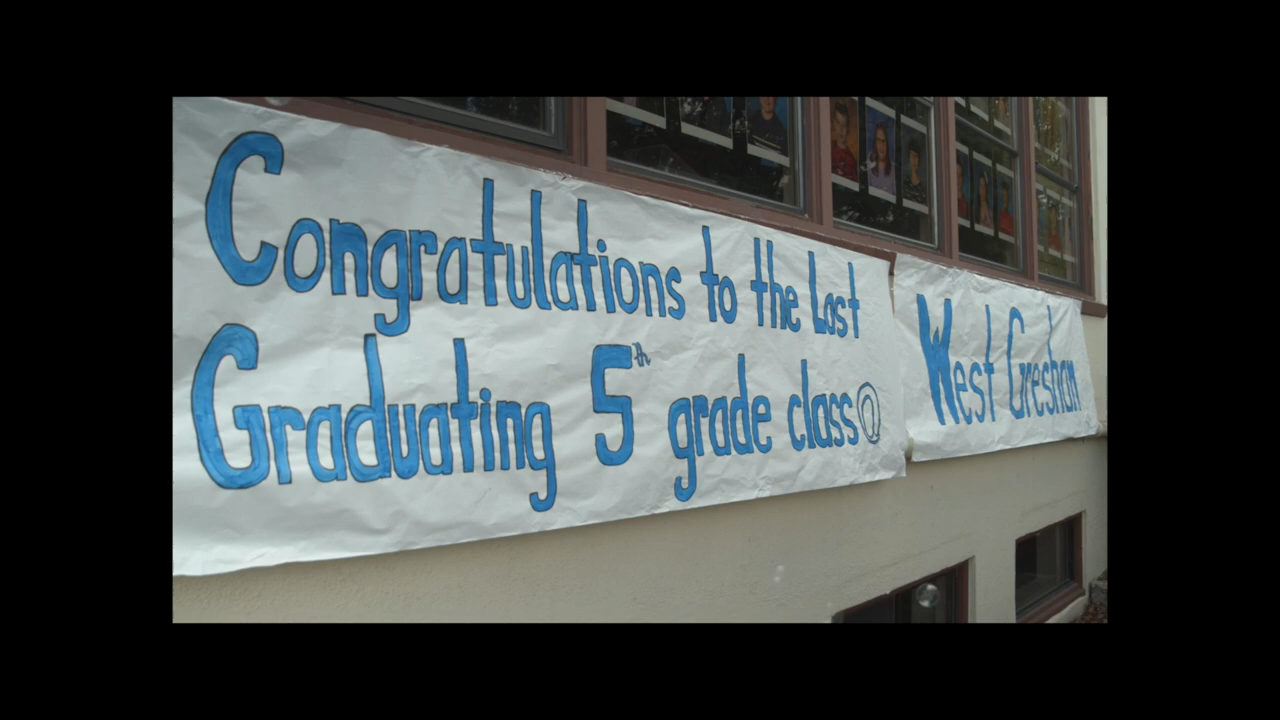 Congratulations to the Last
Graduating 5th grade class@
West Gresham